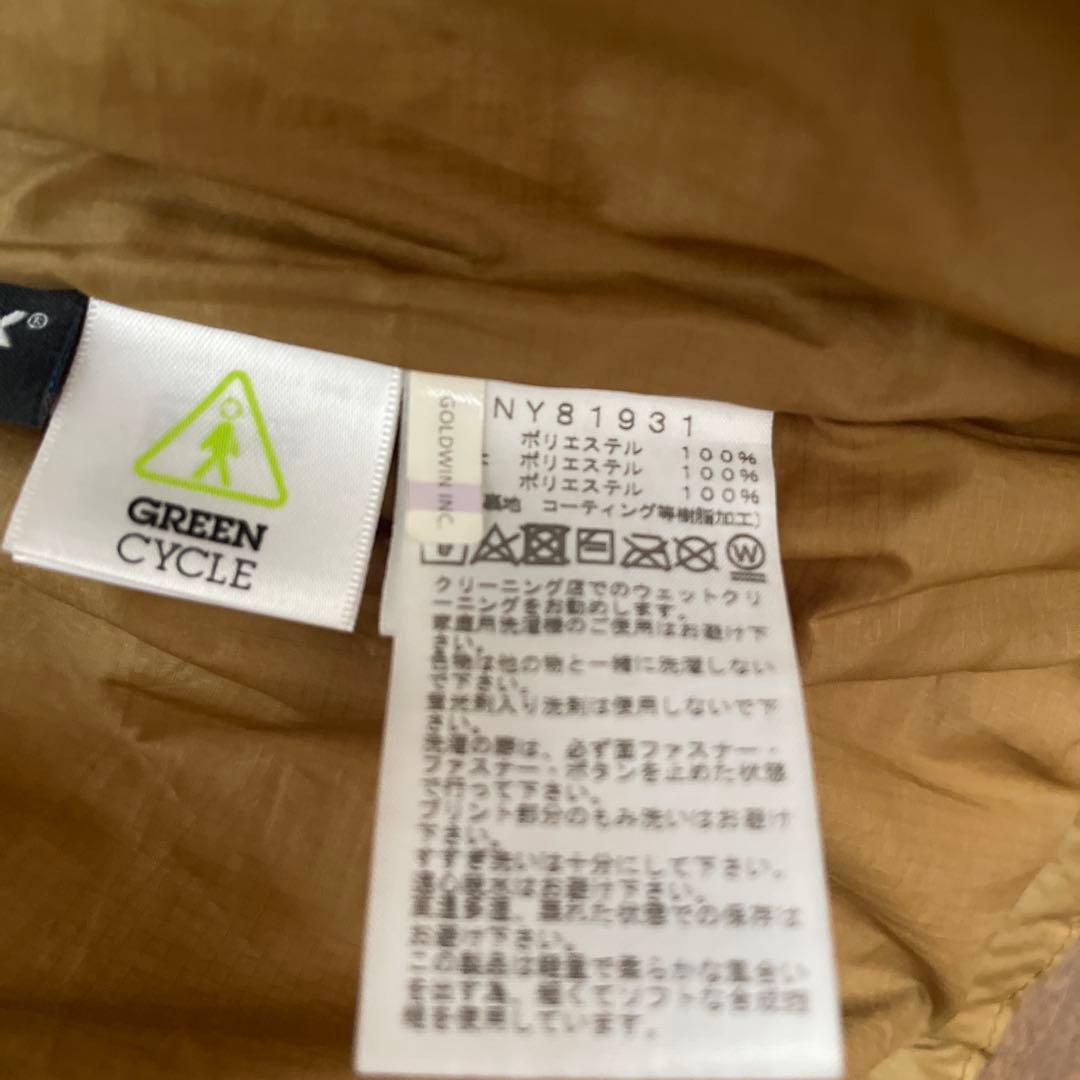 X®
GREEN
CYCLE
GOLDWIN INC.
NY81931
ポリエステル 100%
ポリエステル 100%
ポリエステル 100%
裏地 コーティング等樹脂加工)
W
クリーニング店でのウェットクリ
ーニングをお勧めします。
家庭用洗濯機のご使用はお避け下
さい。
色物は他の物と一緒に洗濯しない
で下さい。
蛍光剤入り洗剤は使用しないで下
さい。
洗濯の際は、必ず面ファスナー・
ファスナー・ボタンを止めた状態
で行って下さい。
プリント部分のもみ洗いはお避け
下さい。
すすぎ洗いは十分にして下さい。
遠心脱水はお避け下さい。
高温多湿、濡れた状態での保存は
お避け下さい。
この製品は軽量で柔らかな風合い
を出す為、細くてソフトな合成繊
維を使用しています。